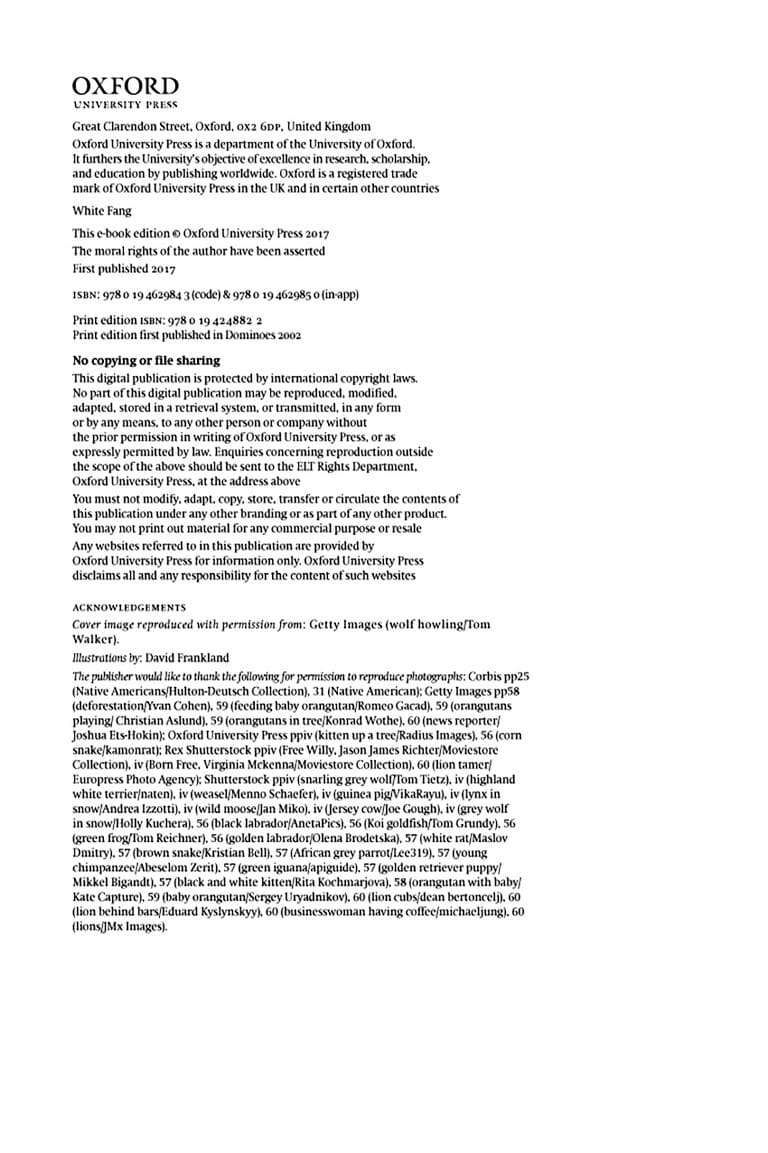 OXFORD
UNIVERSITY PRESS
Great Clarendon Street, Oxford, OX2 6DP, United Kingdom
Oxford University Press is a department of the University of Oxford.
It furthers the University's objective of excellence in research, scholarship,
and education by publishing worldwide. Oxford is a registered trade
mark of Oxford University Press in the UK and in certain other countries
White Fang
This e-book edition © Oxford University Press 2017
The moral rights of the author have been asserted
First published 2017
ISBN: 978 0 19 462984 3 (code) & 978 0 19 462985 0 (in-app)
Print edition ISBN: 978 0 19 424882 2
Print edition first published in Dominoes 2002
No copying or file sharing
This digital publication is protected by international copyright laws.
No part of this digital publication may be reproduced, modified,
adapted, stored in a retrieval system, or transmitted, in any form
or by any means, to any other person or company without
the prior permission in writing of Oxford University Press, or as
expressly permitted by law. Enquiries concerning reproduction outside
the scope of the above should be sent to the ELT Rights Department,
Oxford University Press, at the address above
You must not modify, adapt, copy, store, transfer or circulate the contents of
this publication under any other branding or as part of any other product.
You may not print out material for any commercial purpose or resale
Any websites referred to in this publication are provided by
Oxford University Press for information only. Oxford University Press
disclaims all and any responsibility for the content of such websites
ACKNOWLEDGEMENTS
Cover image reproduced with permission from: Getty Images (wolf howling/Tom
Walker).
Illustrations by: David Frankland
The publisher would like to thank the following for permission to reproduce photographs: Corbis pp25
(Native Americans/Hulton-Deutsch Collection), 31 (Native American); Getty Images pp58
(deforestation/Yvan Cohen), 59 (feeding baby orangutan/Romeo Gacad), 59 (orangutans
playing/ Christian Aslund), 59 (orangutans in tree/Konrad Wothe), 60 (news reporter/
Joshua Ets-Hokin); Oxford University Press ppiv (kitten up a tree/Radius Images), 56 (corn
snake/kamonrat); Rex Shutterstock ppiv (Free Willy, Jason James Richter/Moviestore
Collection), iv (Born Free, Virginia Mckenna/Moviestore Collection), 60 (lion tamer/
Europress Photo Agency); Shutterstock ppiv (snarling grey wolf/Tom Tietz), iv (highland
white terrier/naten), iv (weasel/Menno Schaefer), iv (guinea pig/VikaRayu), iv (lynx in
snow/Andrea Izzotti), iv (wild moose/Jan Miko), iv (Jersey cow/Joe Gough), iv (grey wolf
in snow/Holly Kuchera), 56 (black labrador/AnetaPics), 56 (Koi goldfish/Tom Grundy), 56
(green frog/Tom Reichner), 56 (golden labrador/Olena Brodetska), 57 (white rat/Maslov
Dmitry), 57 (brown snake/Kristian Bell), 57 (African grey parrot/Lee319), 57 (young
chimpanzee/Abeselom Zerit), 57 (green iguana/apiguide), 57 (golden retriever puppy/
Mikkel Bigandt), 57 (black and white kitten/Rita Kochmarjova), 58 (orangutan with baby/
Kate Capture), 59 (baby orangutan/Sergey Uryadnikov), 60 (lion cubs/dean bertoncelj), 60
(lion behind bars/Eduard Kyslynskyy), 60 (businesswoman having coffee/michaeljung), 60
(lions/JMx Images).